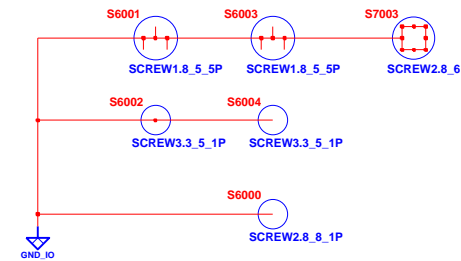 S6001 S6003 S7003
SCREW1.8_5_5P SCREW1.8_5_5P SCREW2.8_6
S6002 S6004
SCREW3.3_5_1P SCREW3.3_5_1P
S6000
SCREW2.8_8_1P
GND_IO